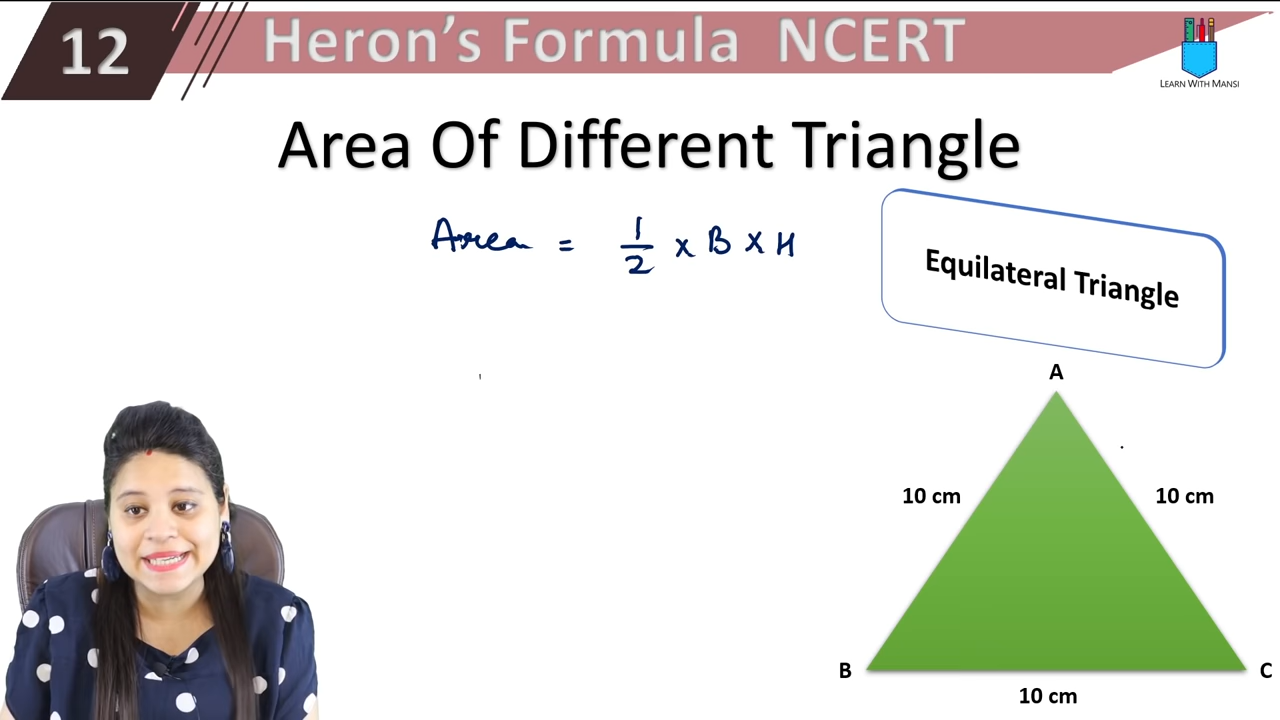 12
Heron's Formula NCERT
LEARN WITH MANSI
Area Of Different Triangle
Area = 1/2 x B x H
Equilateral Triangle
A
10 cm 10 cm
B C
10 cm